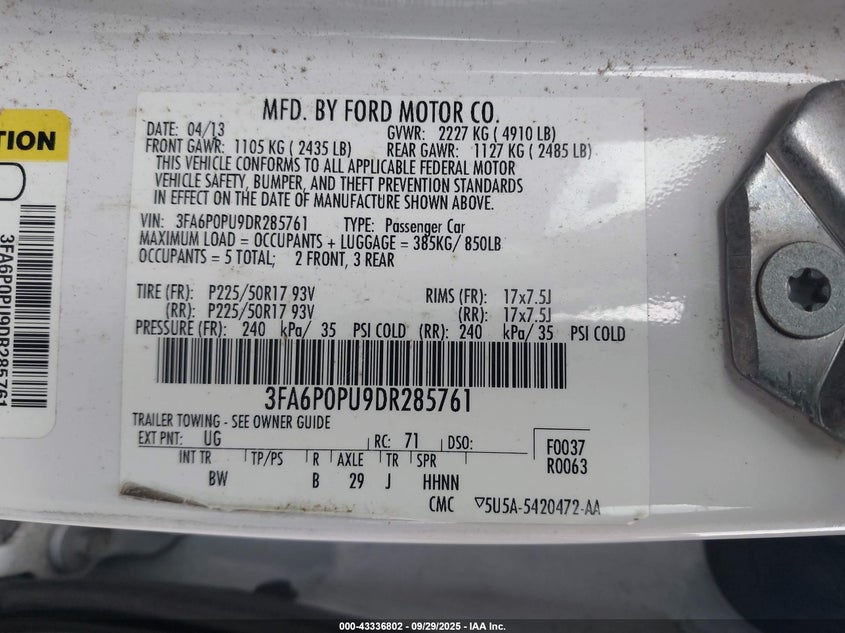 TION
3FA6P0PU9DR285761
MFD. BY FORD MOTOR CO.
DATE: 04/13 GVWR: 2227 KG ( 4910 LB)
FRONT GAWR: 1105 KG ( 2435 LB) REAR GAWR: 1127 KG ( 2485 LB)
THIS VEHICLE CONFORMS TO ALL APPLICABLE FEDERAL MOTOR
VEHICLE SAFETY, BUMPER, AND THEFT PREVENTION STANDARDS
IN EFFECT ON THE DATE OF MANUFACTURE SHOWN ABOVE.
VIN: 3FA6P0PU9DR285761 TYPE: Passenger Car
MAXIMUM LOAD = OCCUPANTS + LUGGAGE = 385KG/ 850LB
OCCUPANTS = 5 TOTAL; 2 FRONT, 3 REAR
TIRE (FR): P225/50R17 93V RIMS (FR): 17x7.5J
(RR): P225/50R17 93V (RR): 17x7.5J
PRESSURE (FR): 240 kPa/ 35 PSI COLD (RR): 240 kPa/ 35 PSI COLD
3FA6P0PU9DR285761
TRAILER TOWING - SEE OWNER GUIDE
EXT PNT: UG RC: 71 DSO: F0037
INT TR TP/PS R AXLE TR SPR R0063
BW B 29 J HHNN
CMC ▽5U5A-5420472-AA
000-43336802 - 09/29/2025 - IAA Inc.